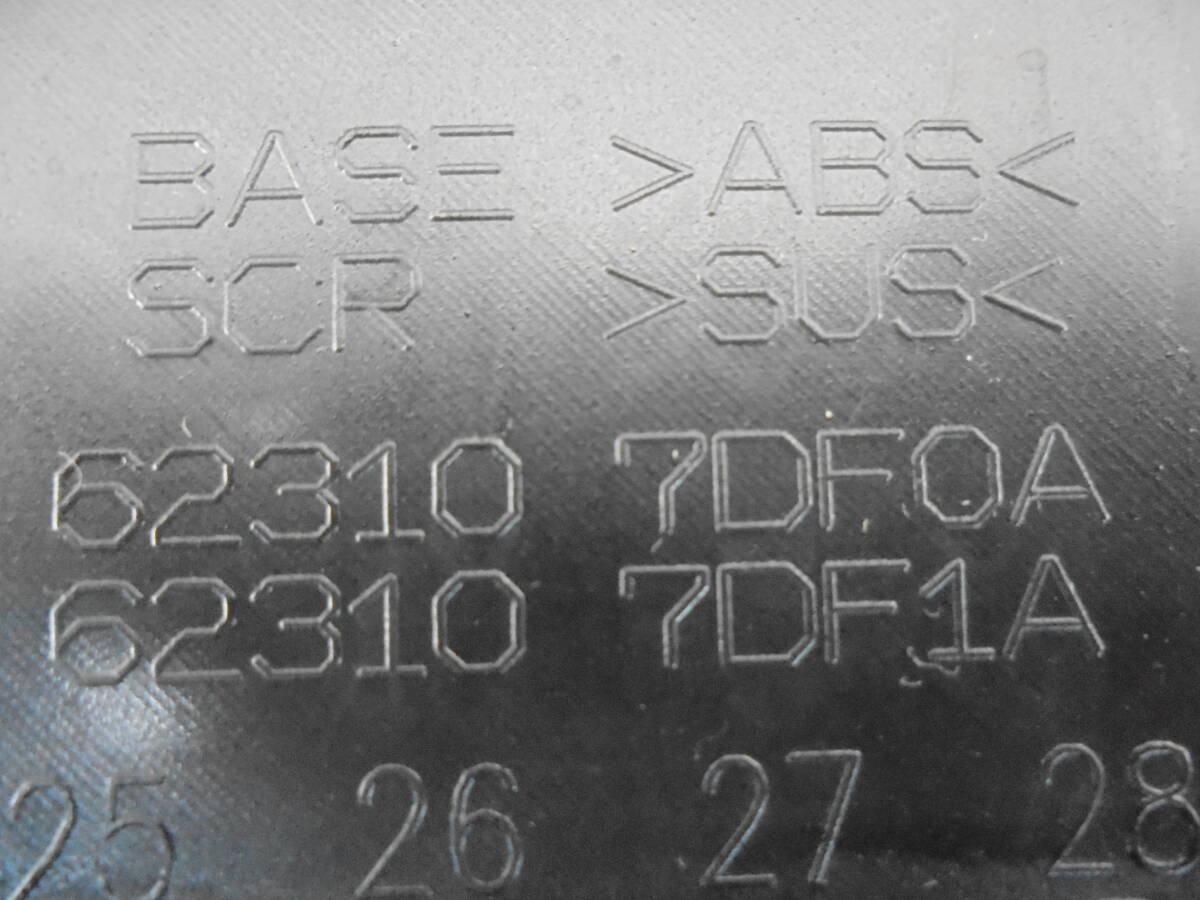 BASE >ABS<
SCR >SUS<
62310 7DF0A
62310 7DF1A
25 26 27 28